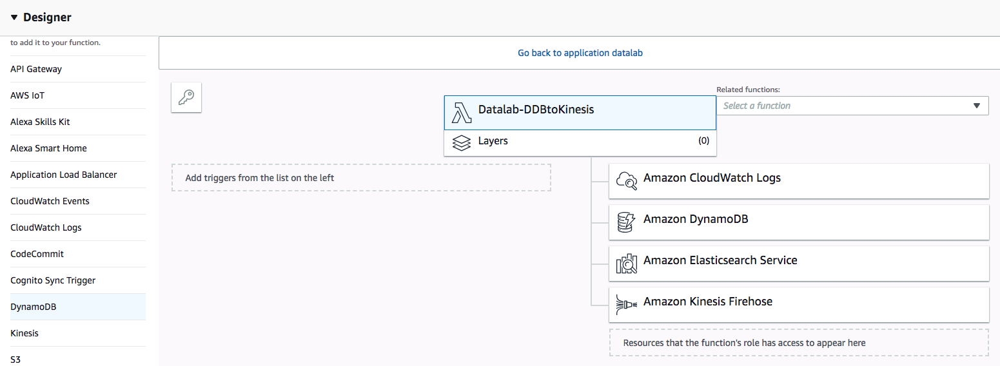 Designer
to add it to your function.
API Gateway
AWS IoT
Alexa Skills Kit
Alexa Smart Home
Application Load Balancer
CloudWatch Events
CloudWatch Logs
CodeCommit
Cognito Sync Trigger
DynamoDB
Kinesis
S3
Go back to application datalab
Datalab-DDBtoKinesis
Layers (0)
Related functions:
Select a function
Add triggers from the list on the left
Amazon CloudWatch Logs
Amazon DynamoDB
Amazon Elasticsearch Service
Amazon Kinesis Firehose
Resources that the function's role has access to appear here